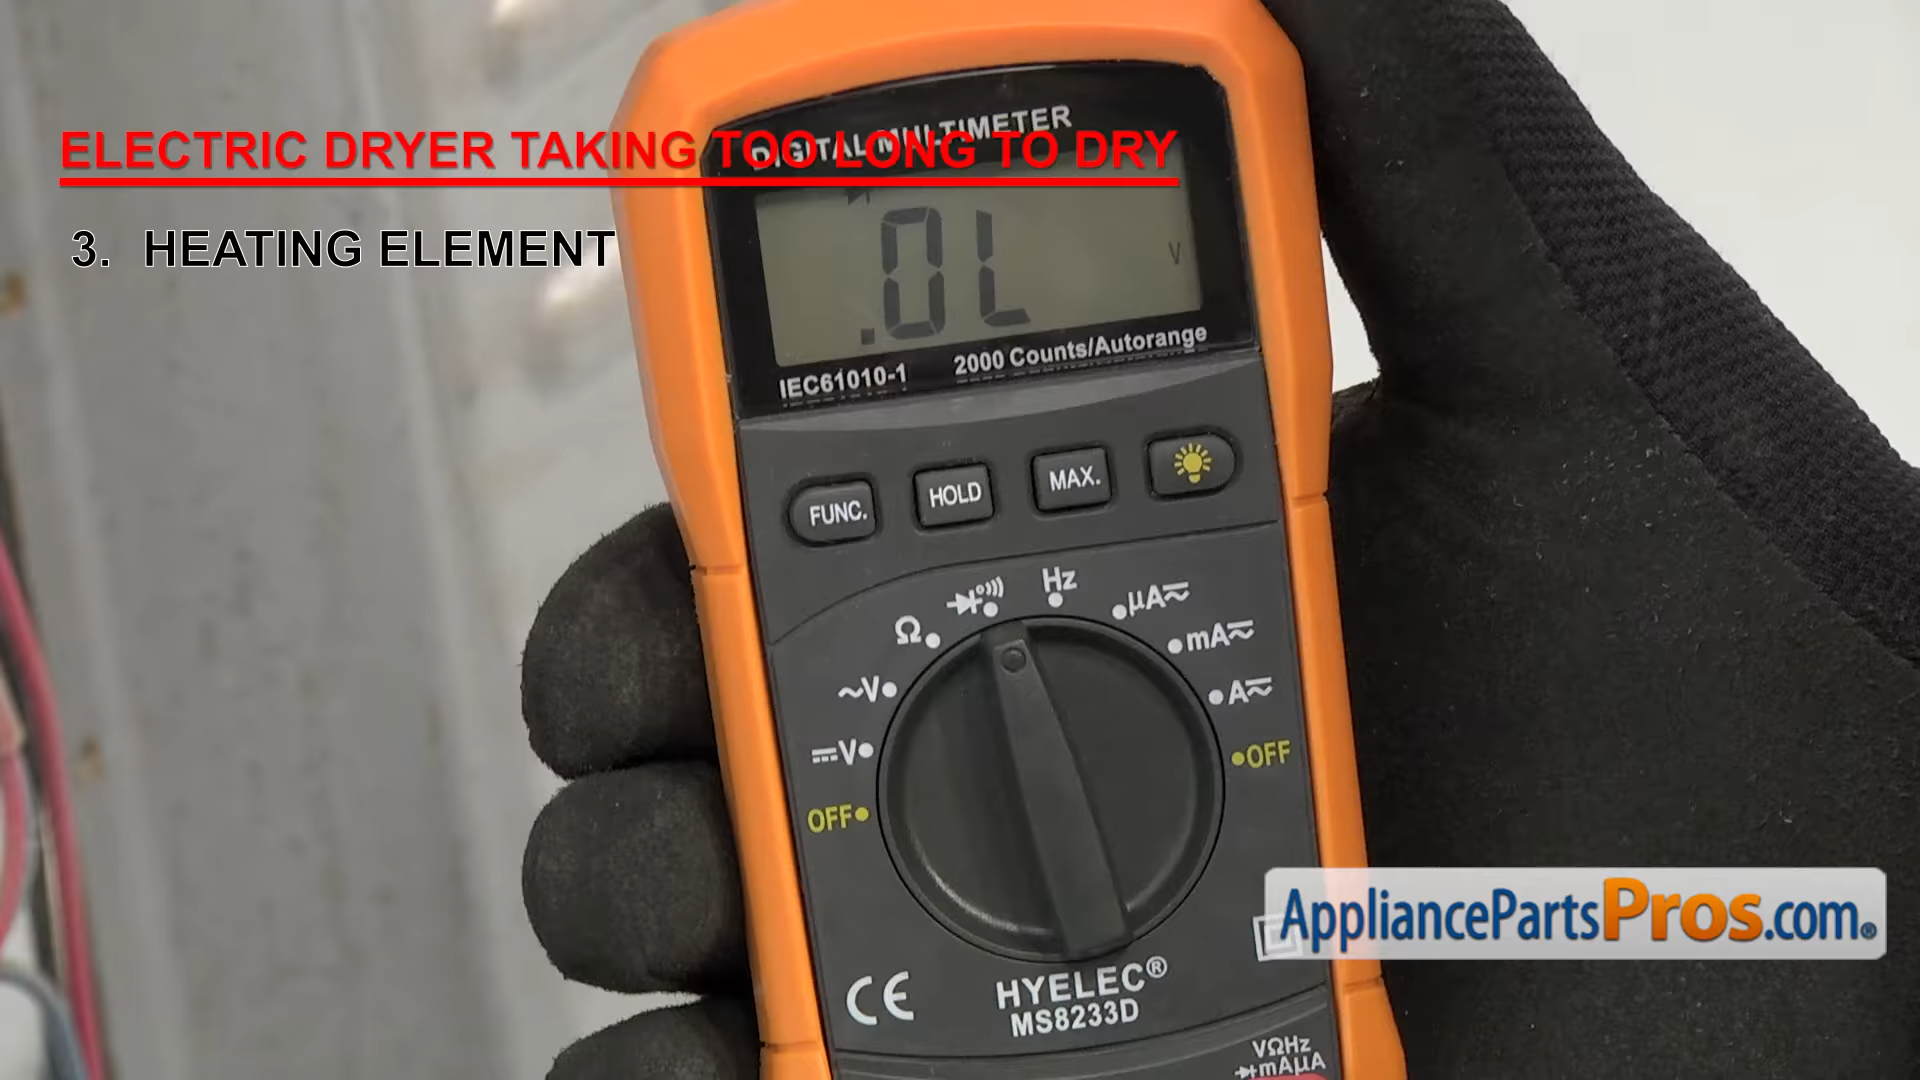 DIGITAL MULTIMETER
ELECTRIC DRYER TAKING TOO LONG TO DRY
3. HEATING ELEMENT
.0L
V
IEC61010-1 2000 Counts/Autorange
FUNC. HOLD MAX.
Hz
Ω µA
~V mA
V A
OFF OFF
AppliancePartsPros.com®
CE
HYELEC®
MS8233D
VΩHz
mAµA